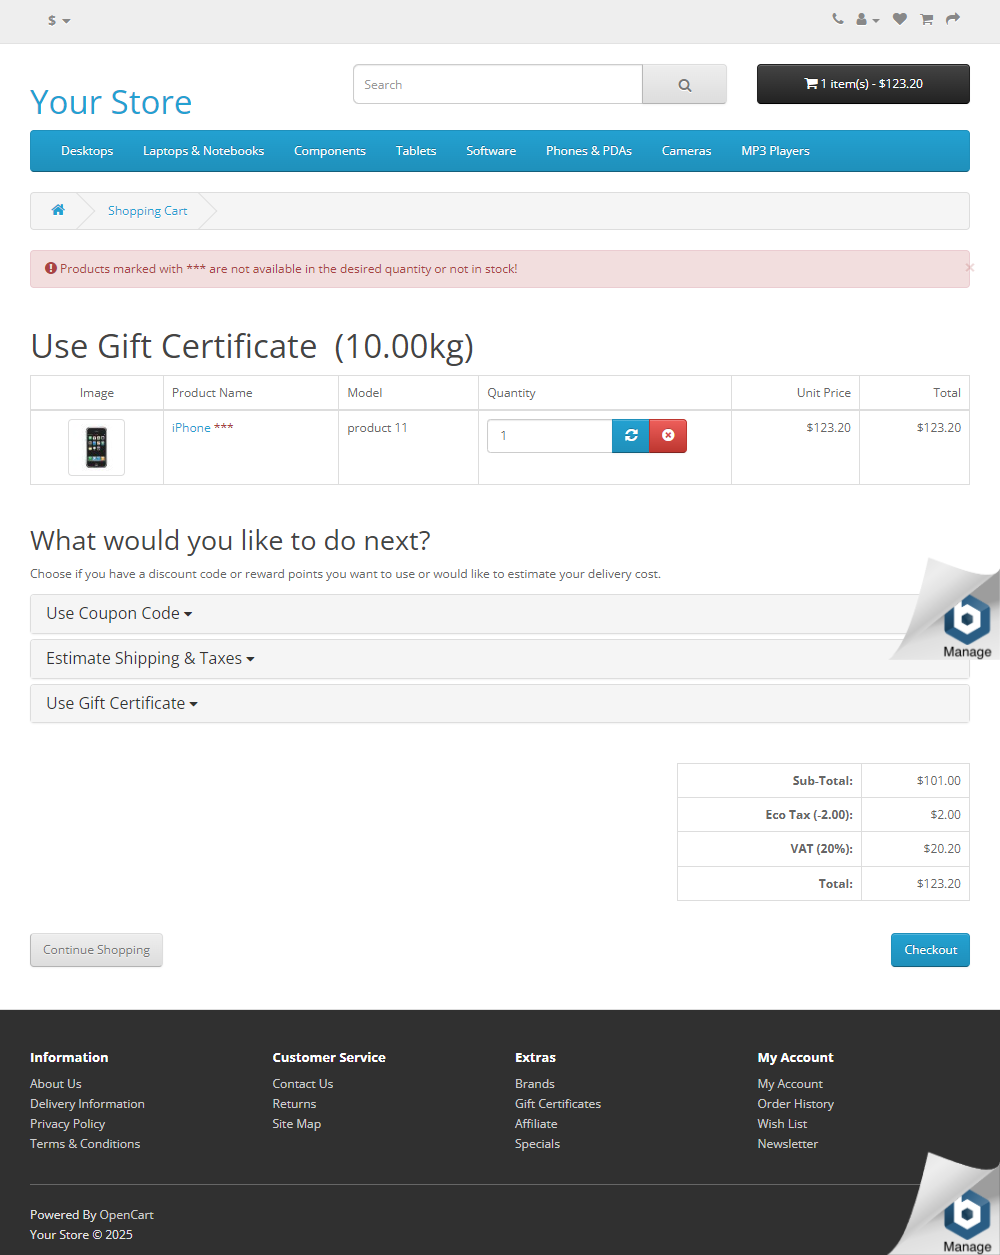 $
Your Store
Search
1 item(s) - $123.20
Desktops Laptops & Notebooks Components Tablets Software Phones & PDAs Cameras MP3 Players
Shopping Cart
Products marked with *** are not available in the desired quantity or not in stock!
×
Use Gift Certificate (10.00kg)
Image Product Name Model Quantity Unit Price Total
iPhone *** product 11 1 $123.20 $123.20
What would you like to do next?
Choose if you have a discount code or reward points you want to use or would like to estimate your delivery cost.
Use Coupon Code
Estimate Shipping & Taxes
Use Gift Certificate
b
Manage
Sub-Total: $101.00
Eco Tax (-2.00): $2.00
VAT (20%): $20.20
Total: $123.20
Continue Shopping Checkout
Information
About Us
Delivery Information
Privacy Policy
Terms & Conditions
Customer Service
Contact Us
Returns
Site Map
Extras
Brands
Gift Certificates
Affiliate
Specials
My Account
My Account
Order History
Wish List
Newsletter
Powered By OpenCart
Your Store © 2025
b
Manage